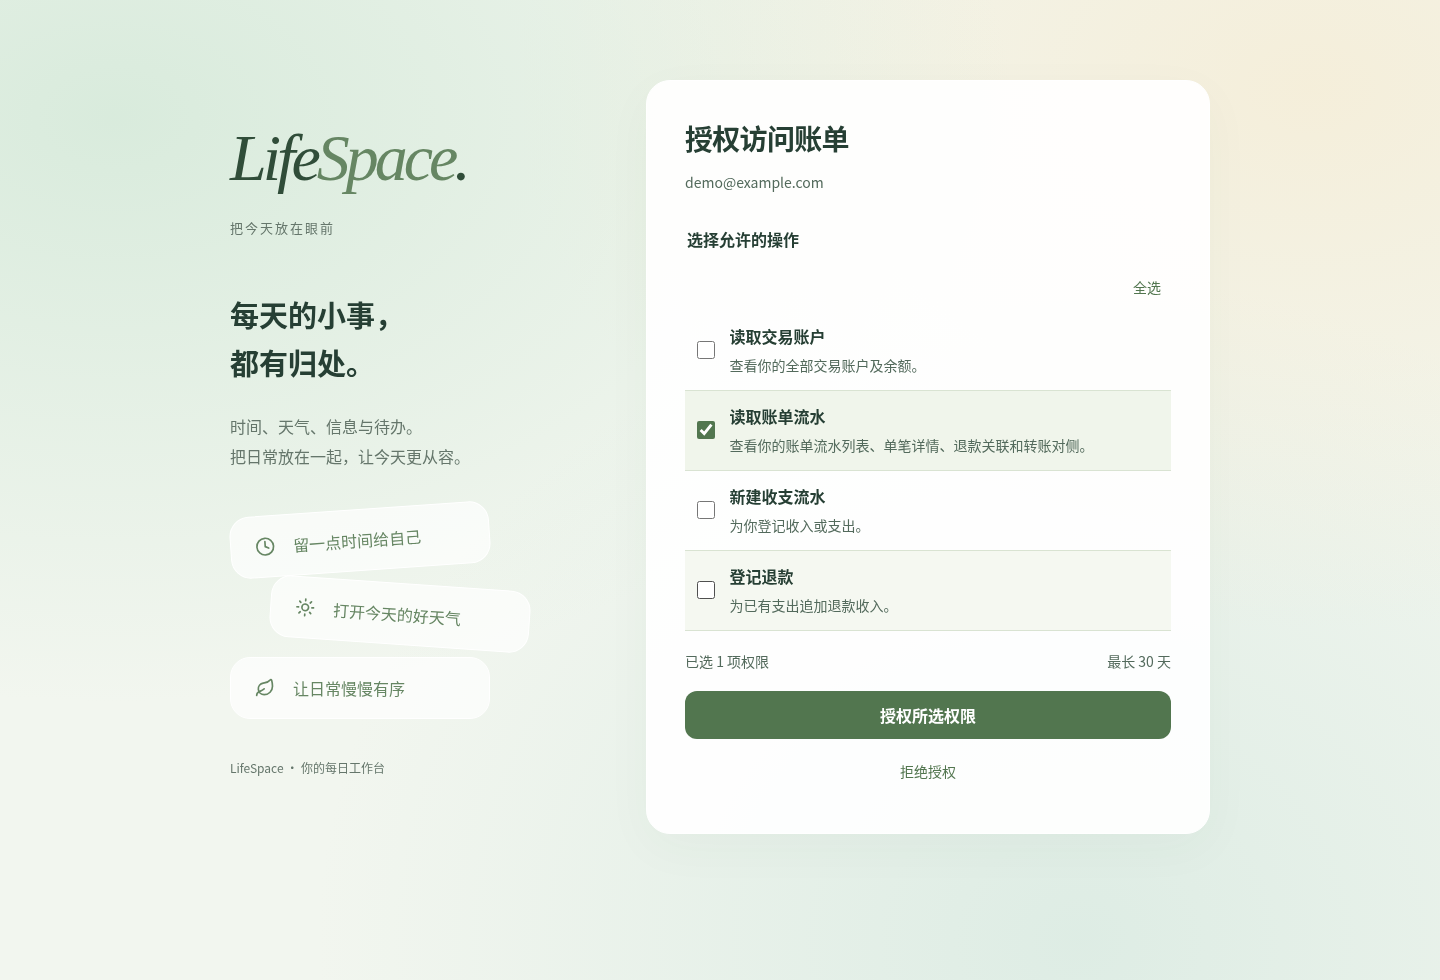 LifeSpace.
把今天放在眼前
每天的小事，
都有归处。
时间、天气、信息与待办。
把日常放在一起，让今天更从容。
留一点时间给自己
打开今天的好天气
让日常慢慢有序
LifeSpace · 你的每日工作台
授权访问账单
demo@example.com
选择允许的操作
全选
读取交易账户
查看你的全部交易账户及余额。
读取账单流水
查看你的账单流水列表、单笔详情、退款关联和转账对侧。
新建收支流水
为你登记收入或支出。
登记退款
为已有支出追加退款收入。
已选 1 项权限
最长 30 天
授权所选权限
拒绝授权